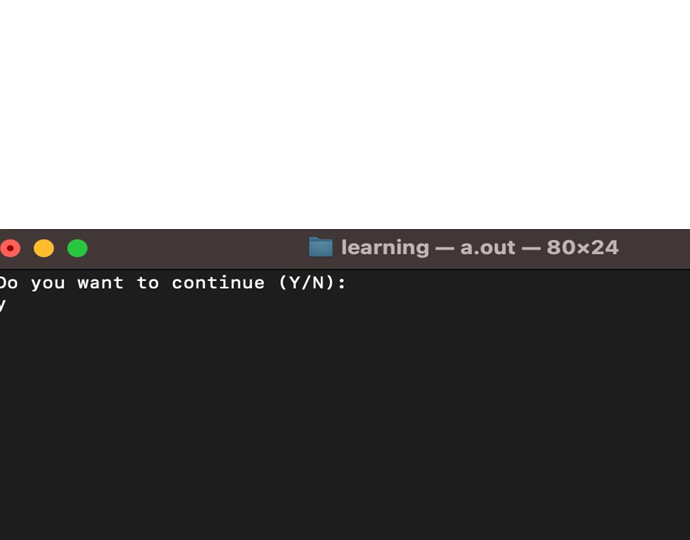 learning — a.out — 80×24
Do you want to continue (Y/N):
y